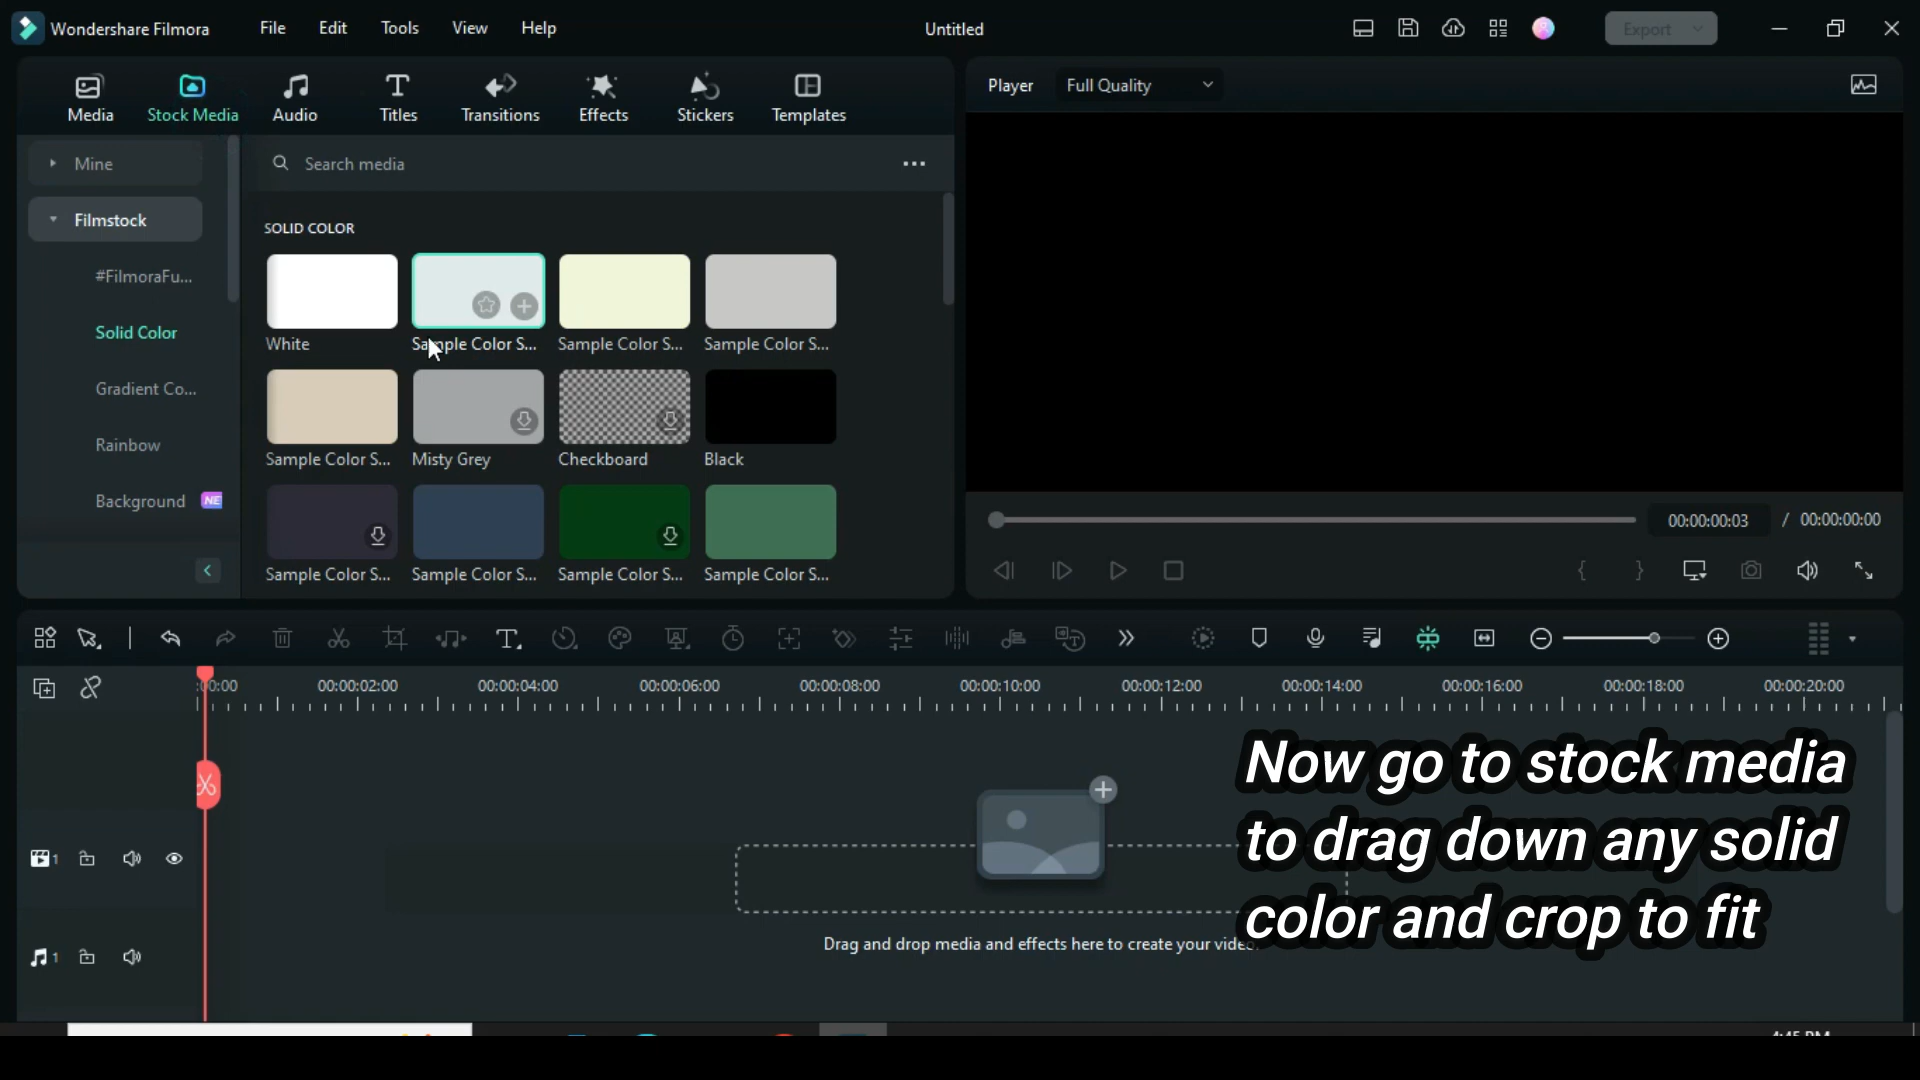 Wondershare Filmora
File Edit Tools View Help
Untitled
Export
Media Stock Media Audio Titles Transitions Effects Stickers Templates
Player Full Quality
Mine
Search media
Filmstock
SOLID COLOR
#FilmoraFu...
Solid Color
White Sample Color S... Sample Color S... Sample Color S...
Gradient Co...
Rainbow
Sample Color S... Misty Grey Checkboard Black
Background NE
00:00:00:03 / 00:00:00:00
Sample Color S... Sample Color S... Sample Color S... Sample Color S...
:00:00 00:00:02:00 00:00:04:00 00:00:06:00 00:00:08:00 00:00:10:00 00:00:12:00 00:00:14:00 00:00:16:00 00:00:18:00 00:00:20:00
Now go to stock media
to drag down any solid
color and crop to fit
1
Drag and drop media and effects here to create your video.
1